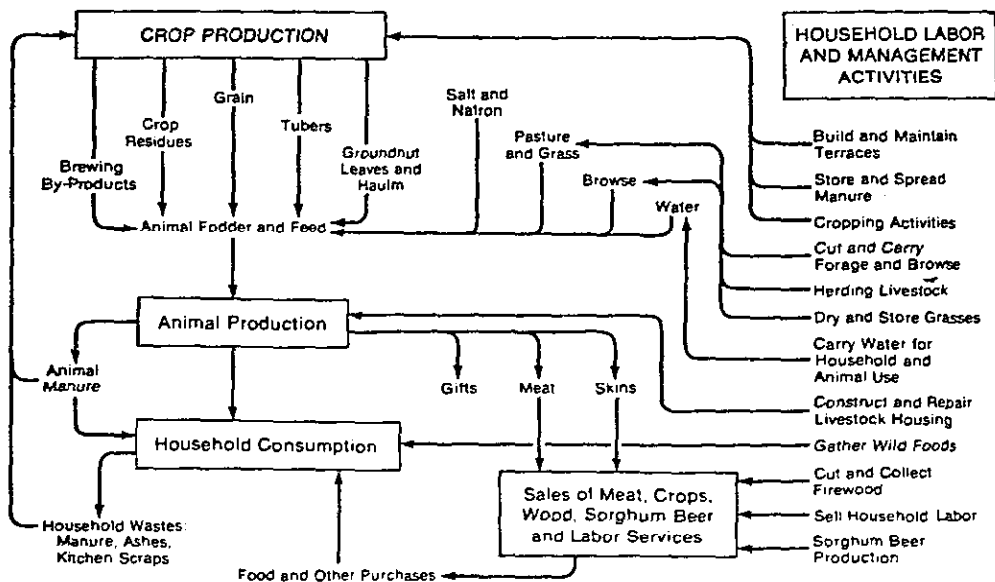 CROP PRODUCTION
HOUSEHOLD LABOR
AND MANAGEMENT
ACTIVITIES
Grain
Crop
Residues
Tubers
Brewing
By-Products
Groundnut
Leaves and
Haulm
Salt and
Natron
Pasture
and Grass
Browse
Water
Animal Fodder and Feed
Build and Maintain
Terraces
Store and Spread
Manure
Cropping Activities
Cut and Carry
Forage and Browse
Herding Livestock
Dry and Store Grasses
Carry Water for
Household and
Animal Use
Construct and Repair
Livestock Housing
Gather Wild Foods
Cut and Collect
Firewood
Sell Household Labor
Sorghum Beer
Production
Animal Production
Animal
Manure
Gifts
Meat
Skins
Household Consumption
Sales of Meat, Crops,
Wood, Sorghum Beer
and Labor Services
Household Wastes:
Manure, Ashes,
Kitchen Scraps
Food and Other Purchases